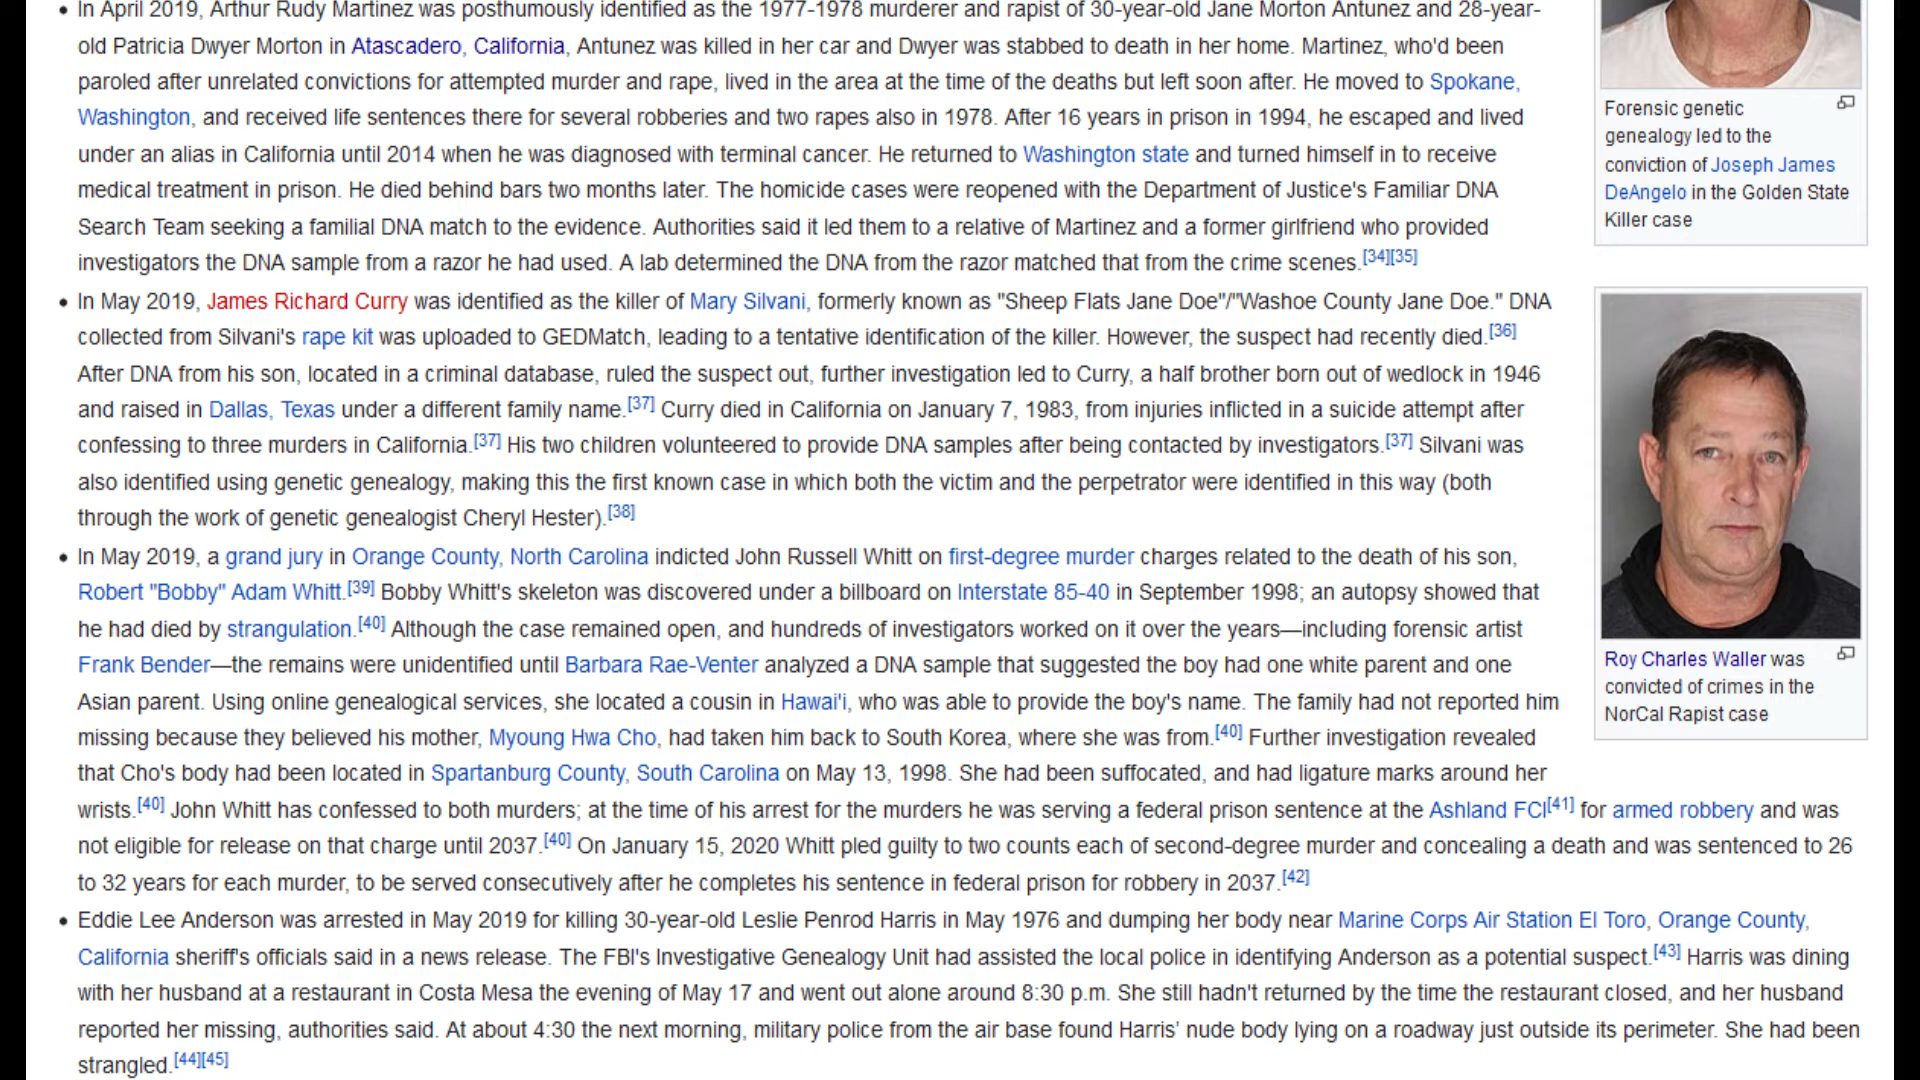 In April 2019, Arthur Rudy Martinez was posthumously identified as the 1977-1978 murderer and rapist of 30-year-old Jane Morton Antunez and 28-year-
old Patricia Dwyer Morton in Atascadero, California, Antunez was killed in her car and Dwyer was stabbed to death in her home. Martinez, who'd been
paroled after unrelated convictions for attempted murder and rape, lived in the area at the time of the deaths but left soon after. He moved to Spokane,
Washington, and received life sentences there for several robberies and two rapes also in 1978. After 16 years in prison in 1994, he escaped and lived
under an alias in California until 2014 when he was diagnosed with terminal cancer. He returned to Washington state and turned himself in to receive
medical treatment in prison. He died behind bars two months later. The homicide cases were reopened with the Department of Justice's Familiar DNA
Search Team seeking a familial DNA match to the evidence. Authorities said it led them to a relative of Martinez and a former girlfriend who provided
investigators the DNA sample from a razor he had used. A lab determined the DNA from the razor matched that from the crime scenes.[34][35]
In May 2019, James Richard Curry was identified as the killer of Mary Silvani, formerly known as "Sheep Flats Jane Doe"/"Washoe County Jane Doe." DNA
collected from Silvani's rape kit was uploaded to GEDMatch, leading to a tentative identification of the killer. However, the suspect had recently died.[36]
After DNA from his son, located in a criminal database, ruled the suspect out, further investigation led to Curry, a half brother born out of wedlock in 1946
and raised in Dallas, Texas under a different family name.[37] Curry died in California on January 7, 1983, from injuries inflicted in a suicide attempt after
confessing to three murders in California.[37] His two children volunteered to provide DNA samples after being contacted by investigators.[37] Silvani was
also identified using genetic genealogy, making this the first known case in which both the victim and the perpetrator were identified in this way (both
through the work of genetic genealogist Cheryl Hester).[38]
In May 2019, a grand jury in Orange County, North Carolina indicted John Russell Whitt on first-degree murder charges related to the death of his son,
Robert "Bobby" Adam Whitt.[39] Bobby Whitt's skeleton was discovered under a billboard on Interstate 85-40 in September 1998; an autopsy showed that
he had died by strangulation.[40] Although the case remained open, and hundreds of investigators worked on it over the years—including forensic artist
Frank Bender—the remains were unidentified until Barbara Rae-Venter analyzed a DNA sample that suggested the boy had one white parent and one
Asian parent. Using online genealogical services, she located a cousin in Hawai'i, who was able to provide the boy's name. The family had not reported him
missing because they believed his mother, Myoung Hwa Cho, had taken him back to South Korea, where she was from.[40] Further investigation revealed
that Cho's body had been located in Spartanburg County, South Carolina on May 13, 1998. She had been suffocated, and had ligature marks around her
wrists.[40] John Whitt has confessed to both murders; at the time of his arrest for the murders he was serving a federal prison sentence at the Ashland FCI[41] for armed robbery and was
not eligible for release on that charge until 2037.[40] On January 15, 2020 Whitt pled guilty to two counts each of second-degree murder and concealing a death and was sentenced to 26
to 32 years for each murder, to be served consecutively after he completes his sentence in federal prison for robbery in 2037.[42]
Eddie Lee Anderson was arrested in May 2019 for killing 30-year-old Leslie Penrod Harris in May 1976 and dumping her body near Marine Corps Air Station El Toro, Orange County,
California sheriff's officials said in a news release. The FBI's Investigative Genealogy Unit had assisted the local police in identifying Anderson as a potential suspect.[43] Harris was dining
with her husband at a restaurant in Costa Mesa the evening of May 17 and went out alone around 8:30 p.m. She still hadn't returned by the time the restaurant closed, and her husband
reported her missing, authorities said. At about 4:30 the next morning, military police from the air base found Harris' nude body lying on a roadway just outside its perimeter. She had been
strangled.[44][45]
Forensic genetic
genealogy led to the
conviction of Joseph James
DeAngelo in the Golden State
Killer case
Roy Charles Waller was
convicted of crimes in the
NorCal Rapist case